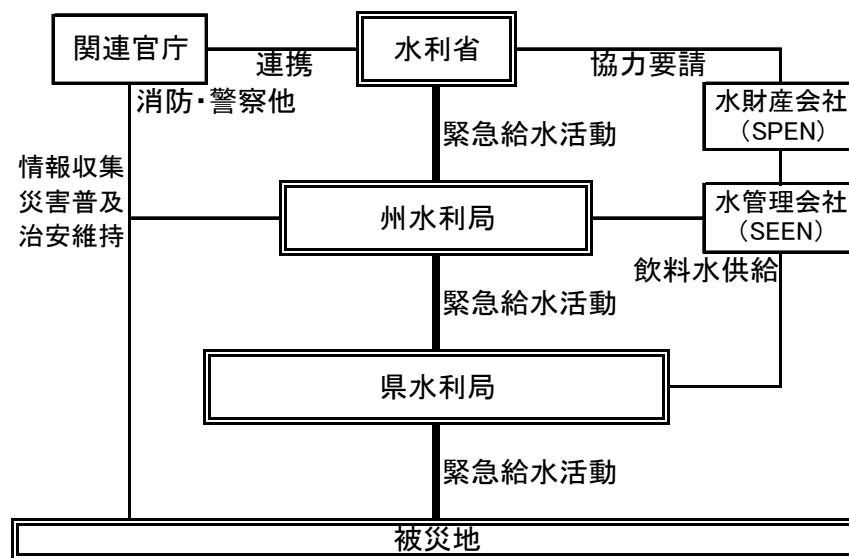 関連官庁
連携
水利省
協力要請
消防・警察他
水財産会社
（SPEN）
緊急給水活動
情報収集
災害普及
治安維持
州水利局
水管理会社
（SEEN）
飲料水供給
緊急給水活動
県水利局
緊急給水活動
被災地